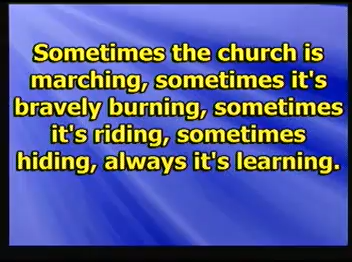 Sometimes the church is
marching, sometimes it's
bravely burning, sometimes
it's riding, sometimes
hiding, always it's learning.